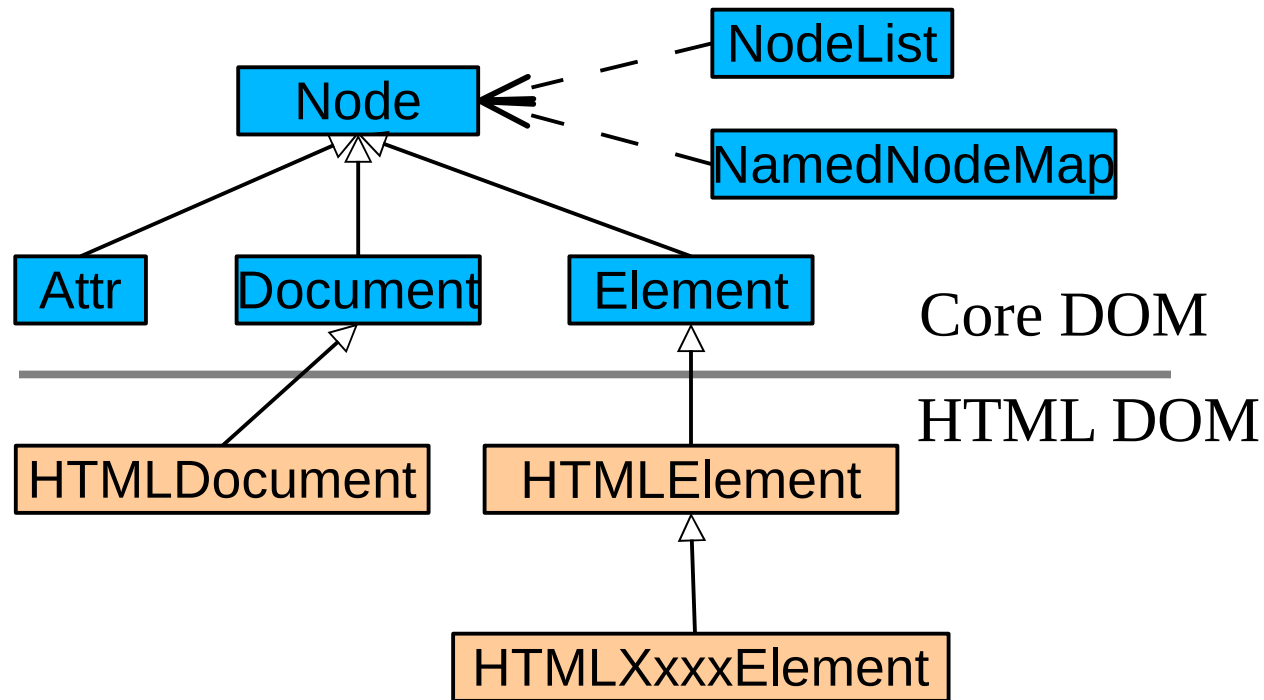 NodeList
Node
NamedNodeMap
Attr
Document
Element
Core DOM
HTML DOM
HTMLDocument
HTMLElement
HTMLXxxxElement